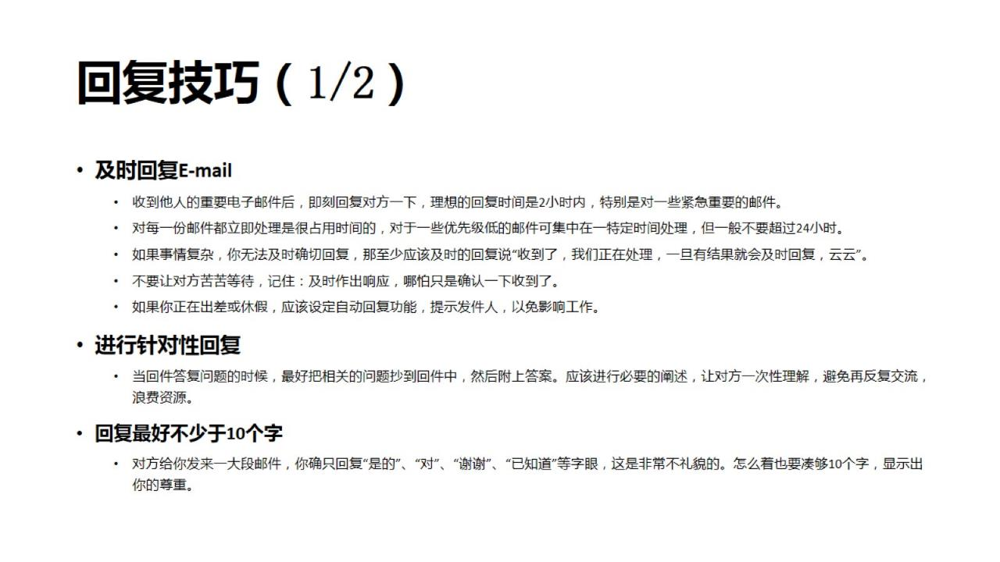 回复技巧（1/2）
• 及时回复E-mail
• 收到他人的重要电子邮件后，即刻回复对方一下，理想的回复时间是2小时内，特别是对一些紧急重要的邮件。
• 对每一份邮件都立即处理是很占用时间的，对于一些优先级低的邮件可集中在一特定时间处理，但一般不要超过24小时。
• 如果事情复杂，你无法及时确切回复，那至少应该及时的回复说“收到了，我们正在处理，一旦有结果就会及时回复，云云”。
• 不要让对方苦苦等待，记住：及时作出响应，哪怕只是确认一下收到了。
• 如果你正在出差或休假，应该设定自动回复功能，提示发件人，以免影响工作。
• 进行针对性回复
• 当回件答复问题的时候，最好把相关的问题抄到回件中，然后附上答案。应该进行必要的阐述，让对方一次性理解，避免再反复交流，
浪费资源。
• 回复最好不少于10个字
• 对方给你发来一大段邮件，你确只回复“是的”、“对”、“谢谢”、“已知道”等字眼，这是非常不礼貌的。怎么着也要凑够10个字，显示出
你的尊重。